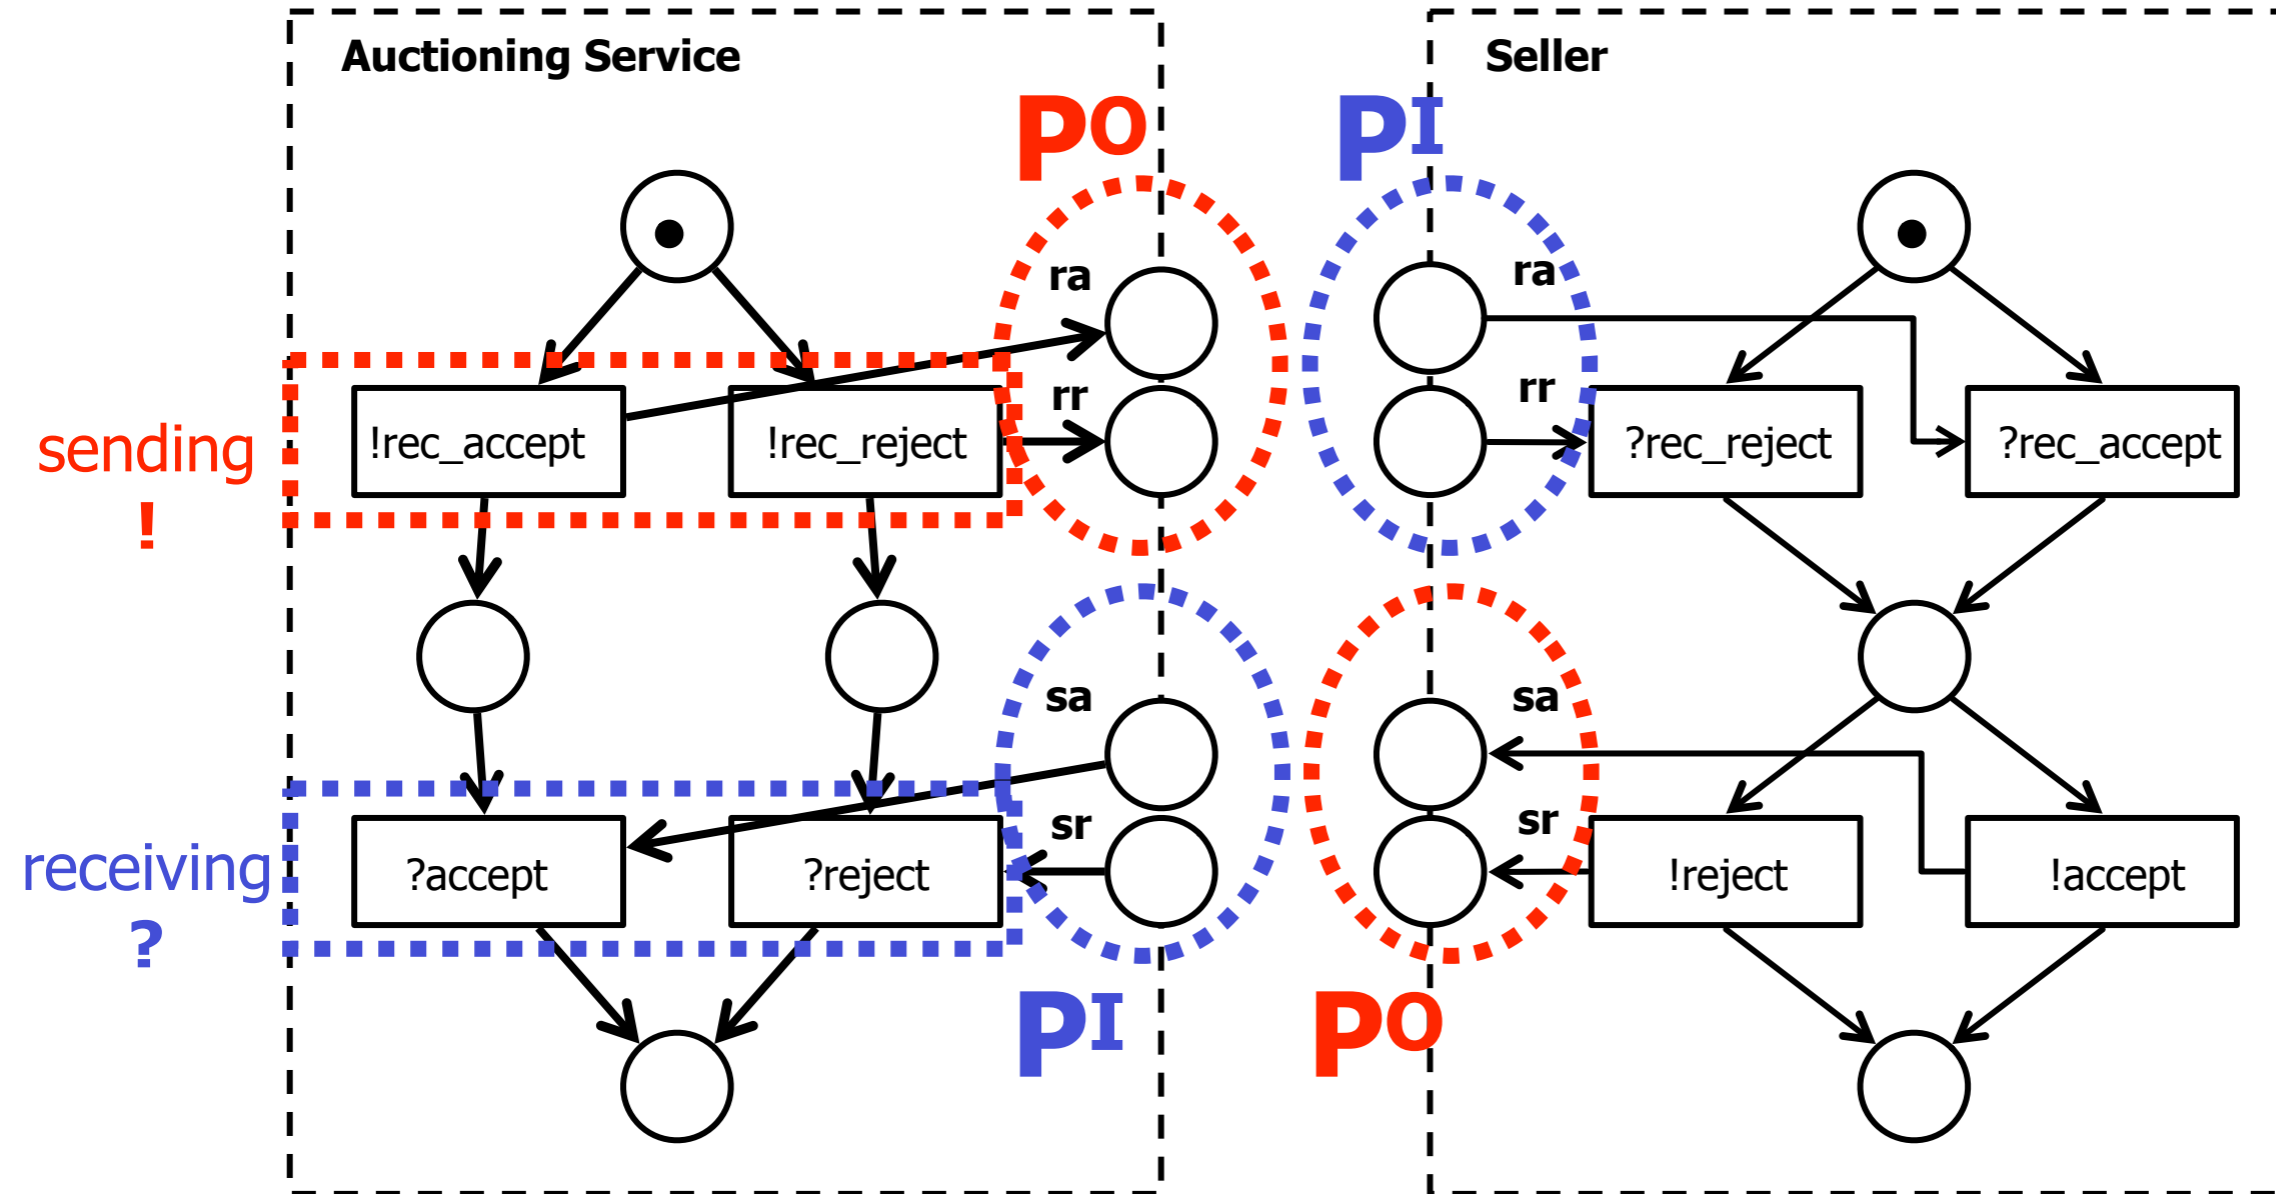 Auctioning Service
Seller
PO
PI
ra
ra
rr
rr
sending
!
!rec_accept
!rec_reject
?rec_reject
?rec_accept
sa
sa
sr
sr
receiving
?
?accept
?reject
!reject
!accept
PI
PO